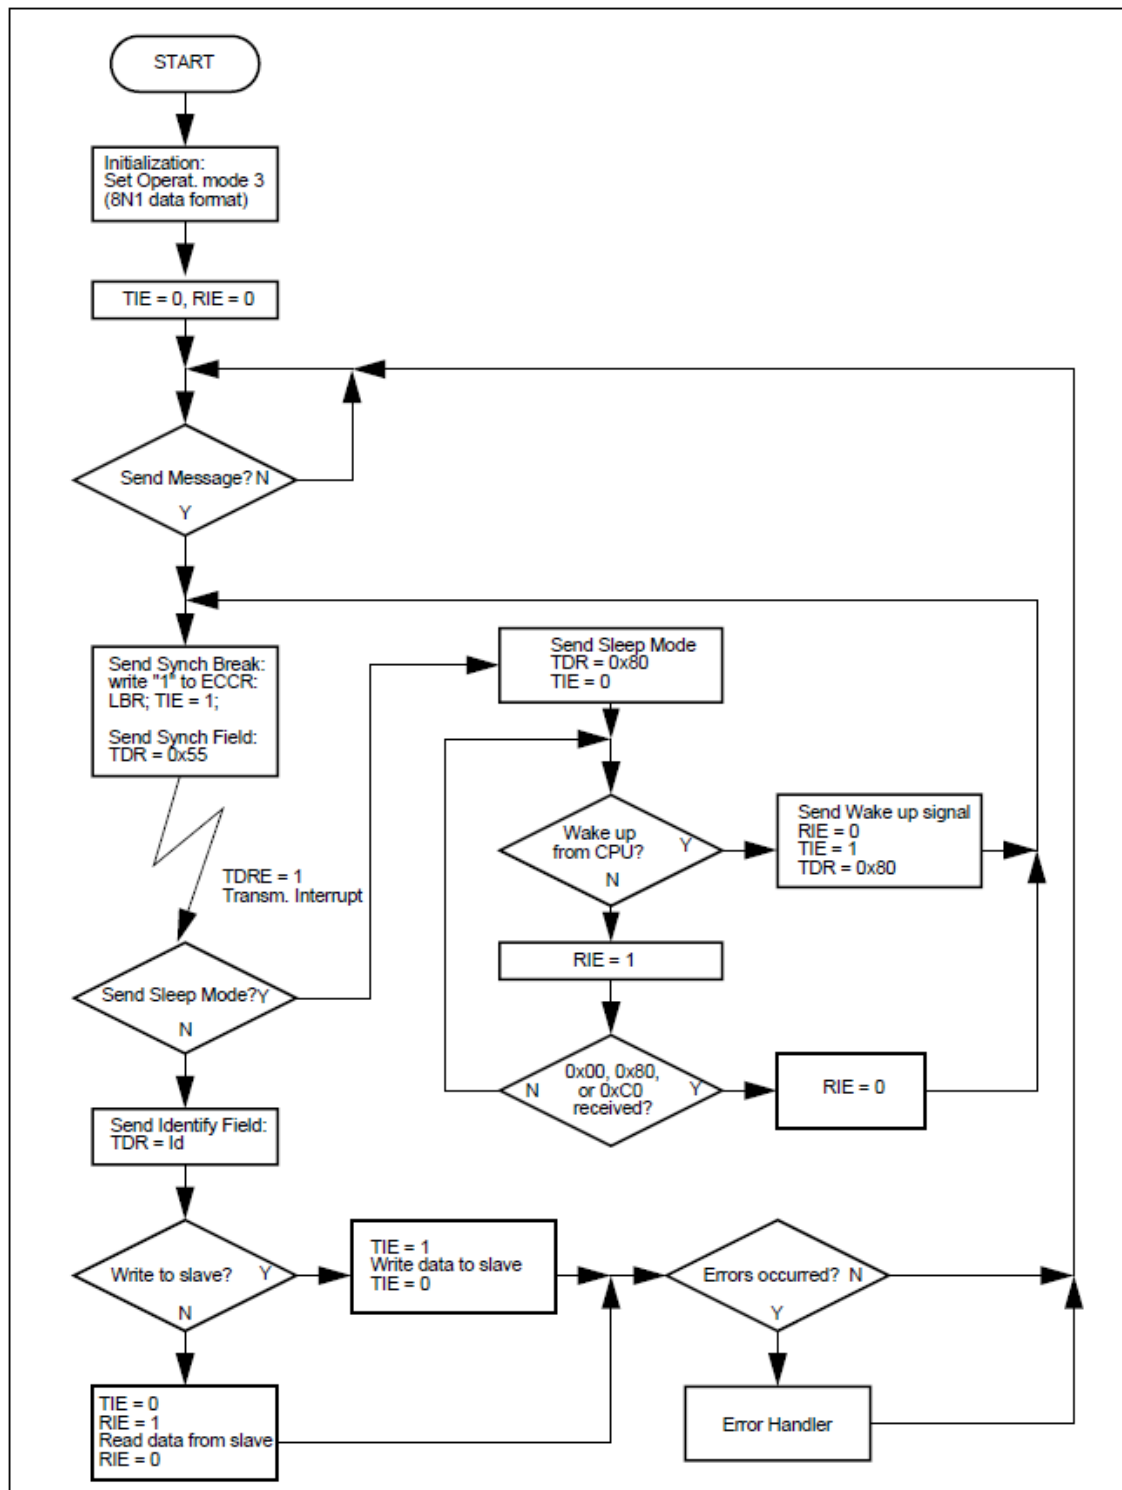 START
Initialization:
Set Operat. mode 3
(8N1 data format)
TIE = 0, RIE = 0
Send Message? N
Y
Send Synch Break:
write "1" to ECCR:
LBR; TIE = 1;
Send Synch Field:
TDR = 0x55
TDRE = 1
Transm. Interrupt
Send Sleep Mode? Y
N
Send Sleep Mode
TDR = 0x80
TIE = 0
Wake up
from CPU?
Y
N
Send Wake up signal
RIE = 0
TIE = 1
TDR = 0x80
RIE = 1
0x00, 0x80,
or 0xC0
received?
N
Y
RIE = 0
Send Identify Field:
TDR = Id
Write to slave? Y
N
TIE = 1
Write data to slave
TIE = 0
Errors occurred? N
Y
TIE = 0
RIE = 1
Read data from slave
RIE = 0
Error Handler